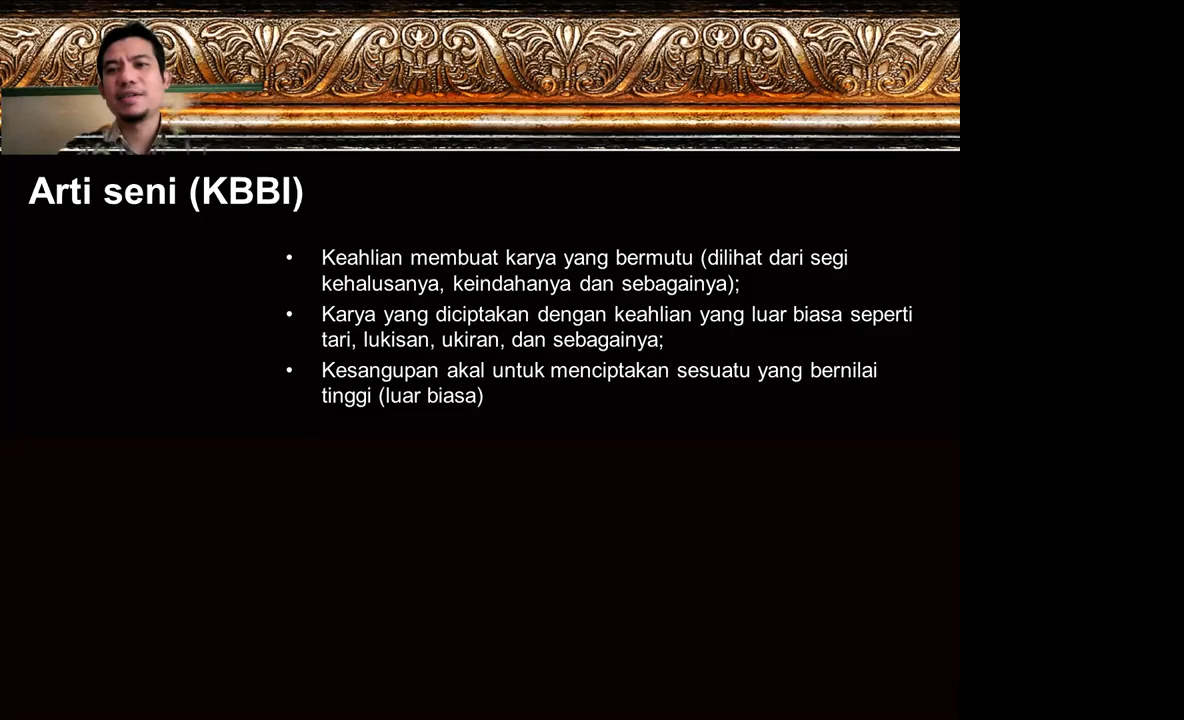 Arti seni (KBBI)
• Keahlian membuat karya yang bermutu (dilihat dari segi
kehalusanya, keindahanya dan sebagainya);
• Karya yang diciptakan dengan keahlian yang luar biasa seperti
tari, lukisan, ukiran, dan sebagainya;
• Kesangupan akal untuk menciptakan sesuatu yang bernilai
tinggi (luar biasa)